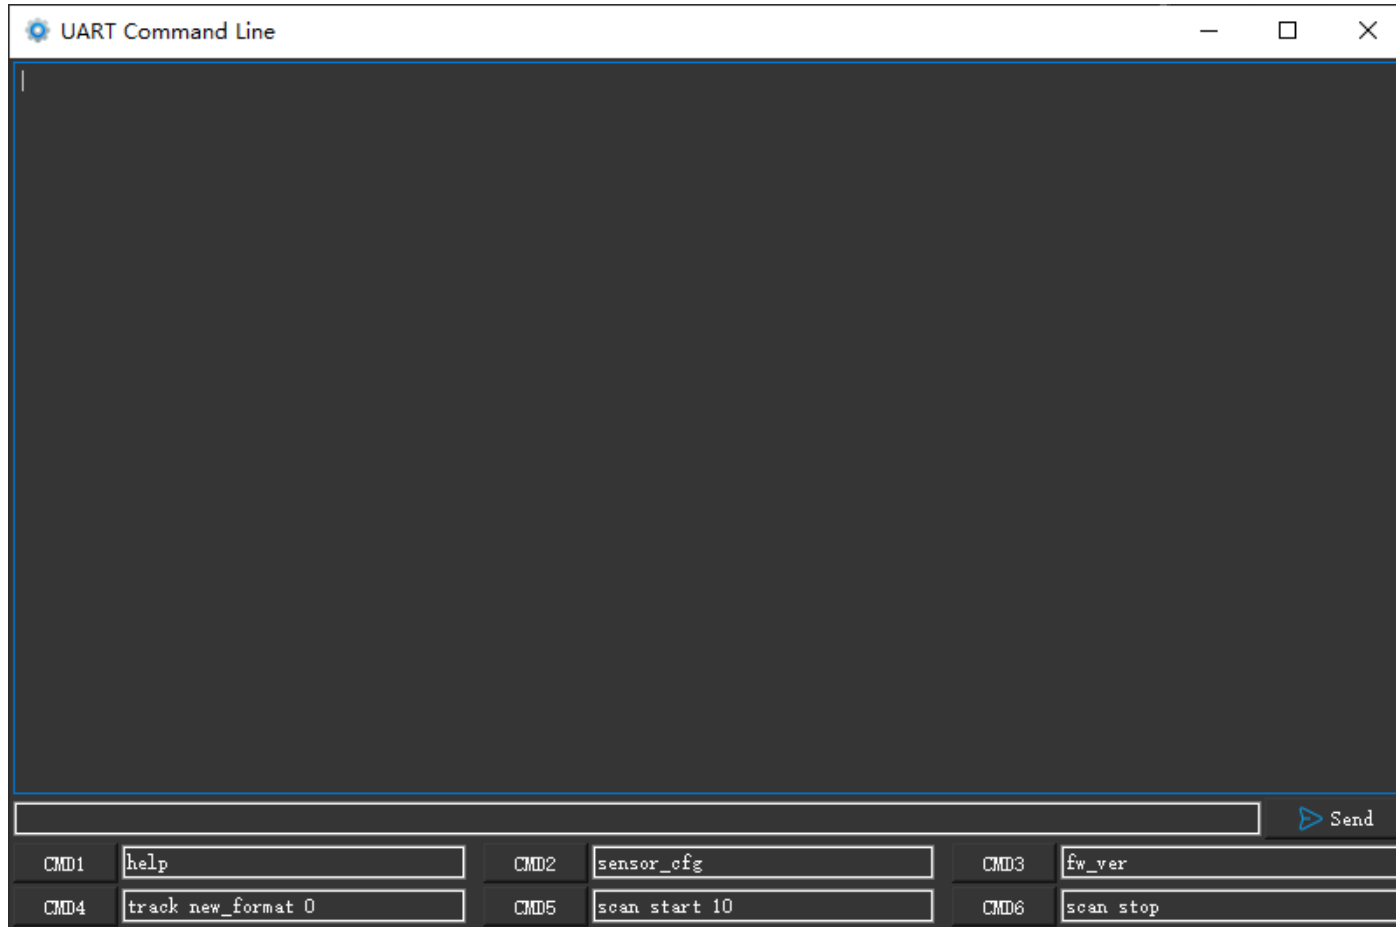 UART Command Line
Send
CMD1 help CMD2 sensor_cfg CMD3 fw_ver
CMD4 track new_format 0 CMD5 scan start 10 CMD6 scan stop